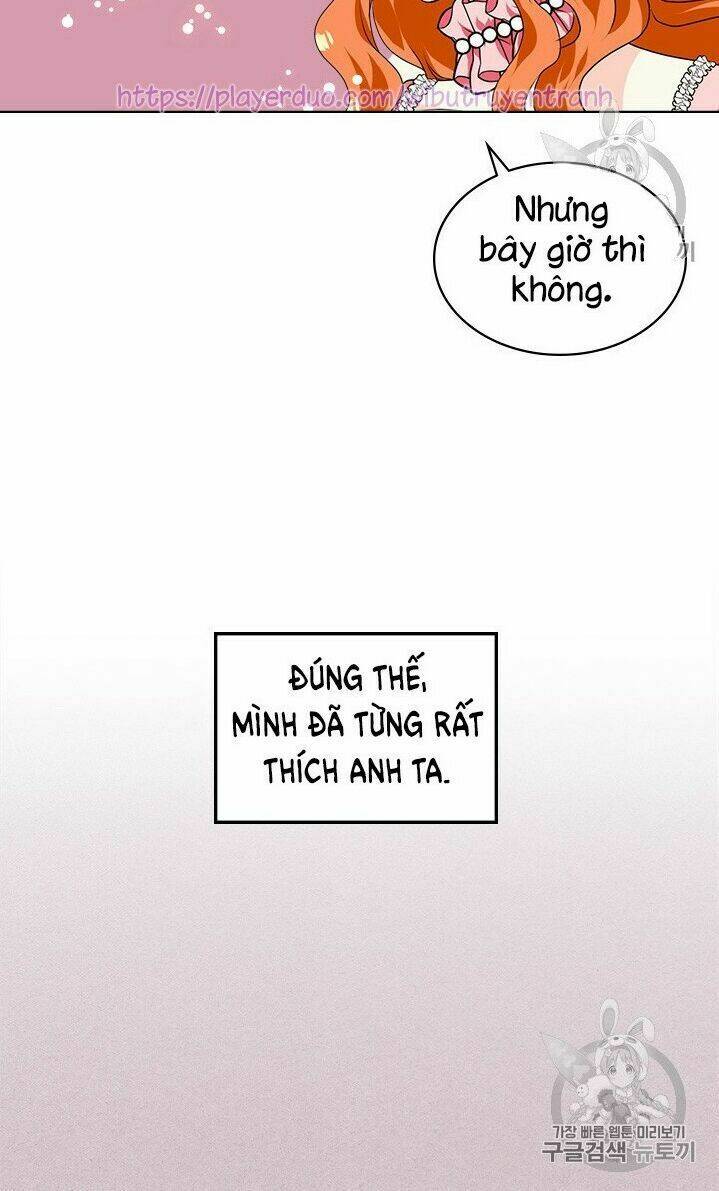 https://playerduo.com/tributruyentranh
Nhưng
bây giờ thì
không.
ĐÚNG THẾ,
MÌNH ĐÃ TỪNG RẤT
THÍCH ANH TA.
가장 빠른 웹툰 미리보기
구글검색 뉴토끼